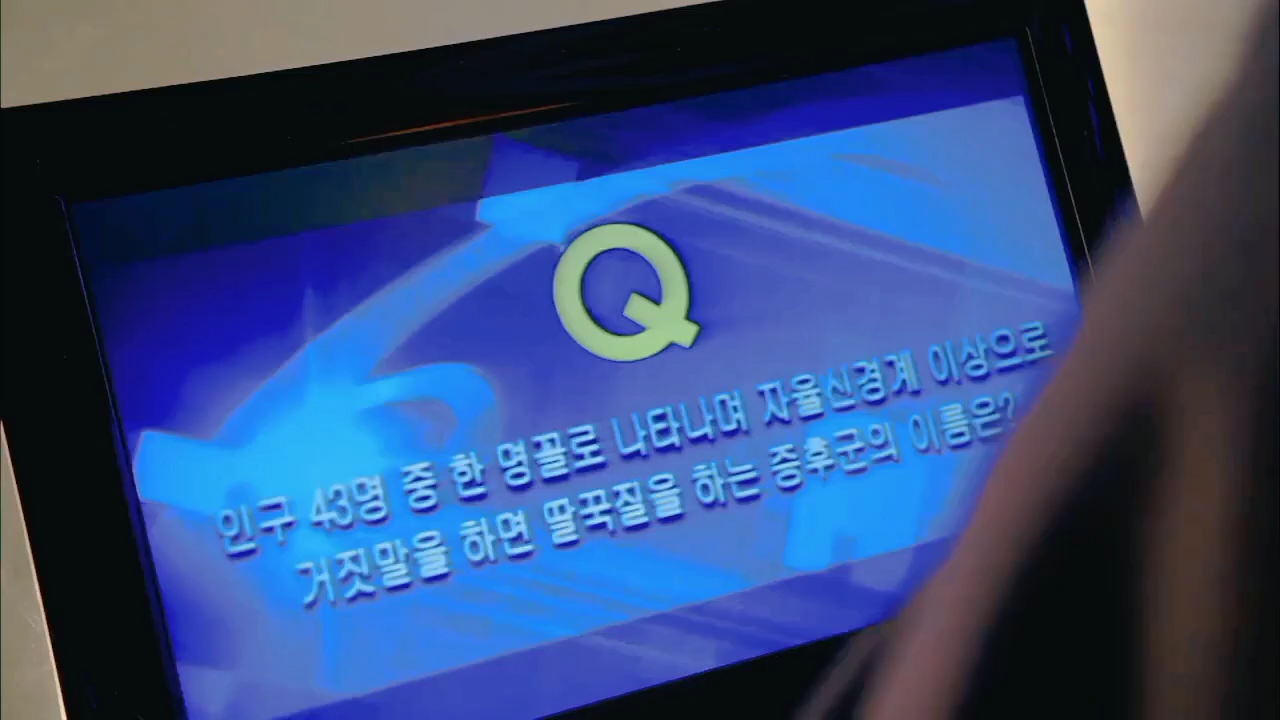 Q
인구 43명 중 한 명꼴로 나타나며 자율신경계 이상으로
거짓말을 하면 딸꾹질을 하는 증후군의 이름은?